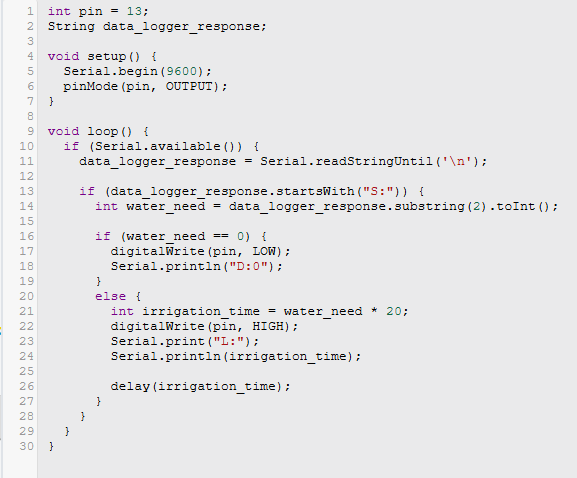 1 int pin = 13;
2 String data_logger_response;
3
4 void setup() {
5   Serial.begin(9600);
6   pinMode(pin, OUTPUT);
7 }
8
9 void loop() {
10   if (Serial.available()) {
11     data_logger_response = Serial.readStringUntil('\n');
12
13     if (data_logger_response.startsWith("S:")) {
14       int water_need = data_logger_response.substring(2).toInt();
15
16       if (water_need == 0) {
17         digitalWrite(pin, LOW);
18         Serial.println("D:0");
19       }
20       else {
21         int irrigation_time = water_need * 20;
22         digitalWrite(pin, HIGH);
23         Serial.print("L:");
24         Serial.println(irrigation_time);
25
26         delay(irrigation_time);
27       }
28     }
29   }
30 }